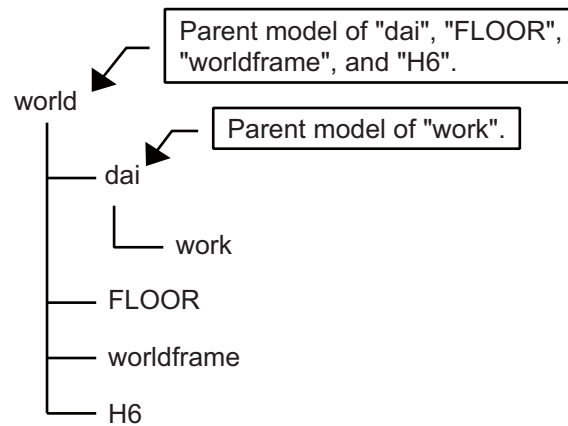 Parent model of "dai", "FLOOR",
"worldframe", and "H6".
world
Parent model of "work".
dai
work
FLOOR
worldframe
H6